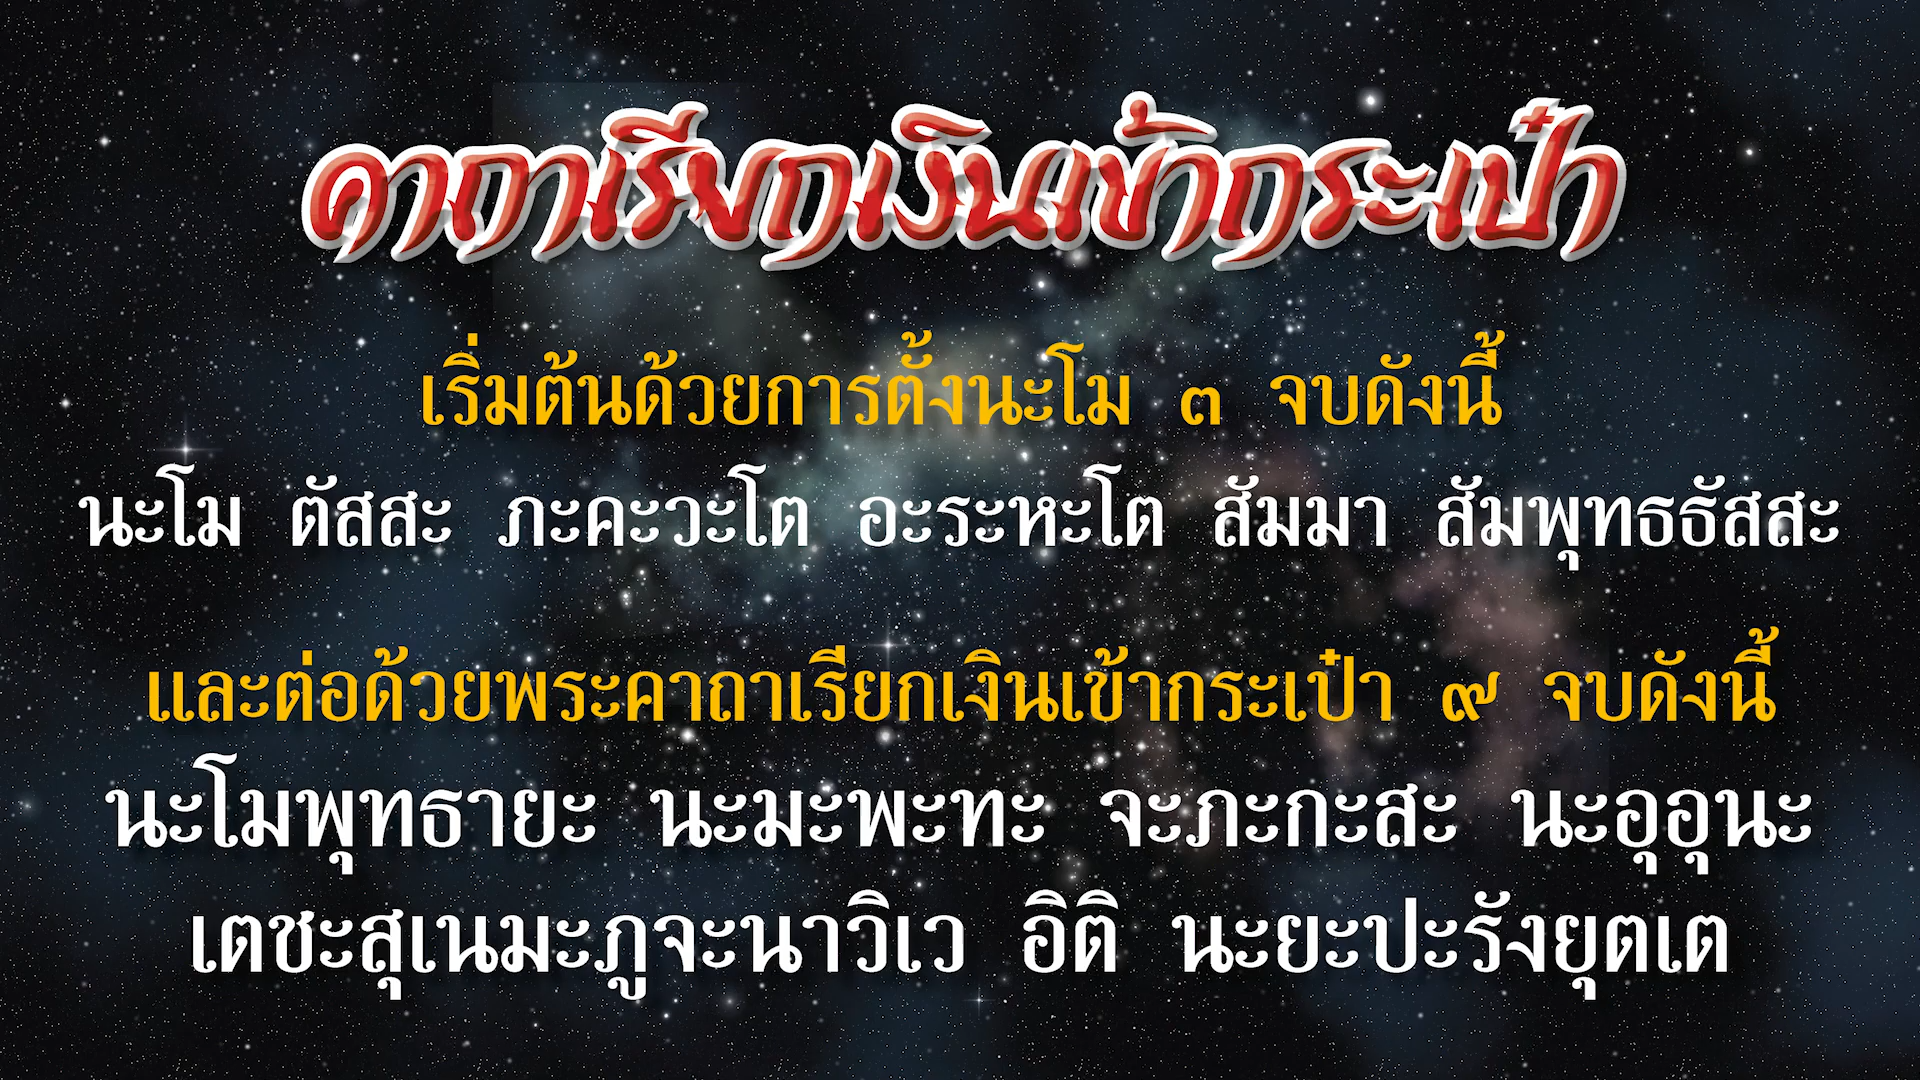 คาถาเรียกเงินเข้ากระเป๋า
เริ่มต้นด้วยการตั้งนะโม ๓ จบดังนี้
นะโม ตัสสะ ภะคะวะโต อะระหะโต สัมมา สัมพุทธธัสสะ
และต่อด้วยพระคาถาเรียกเงินเข้ากระเป๋า ๙ จบดังนี้
นะโมพุทธายะ นะมะพะทะ จะภะกะสะ นะอุอุนะ
เตชะสุเนมะภูจะนาวิเว อิติ นะยะปะรังยุตเต